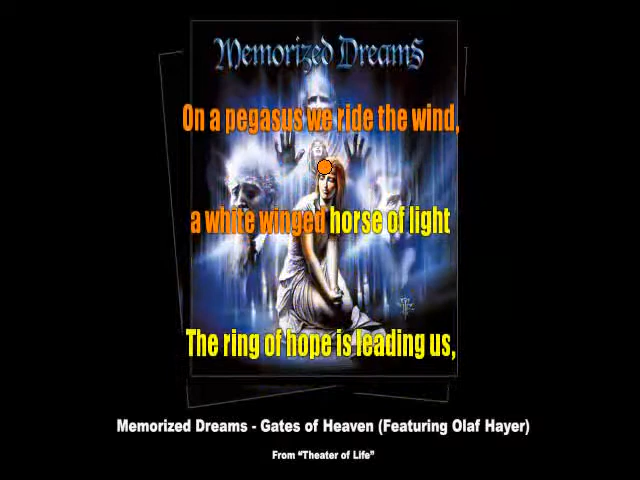 Memorized Dreams
On a pegasus we ride the wind,
a white winged horse of light
The ring of hope is leading us,
Memorized Dreams - Gates of Heaven (Featuring Olaf Hayer)
From “Theater of Life”